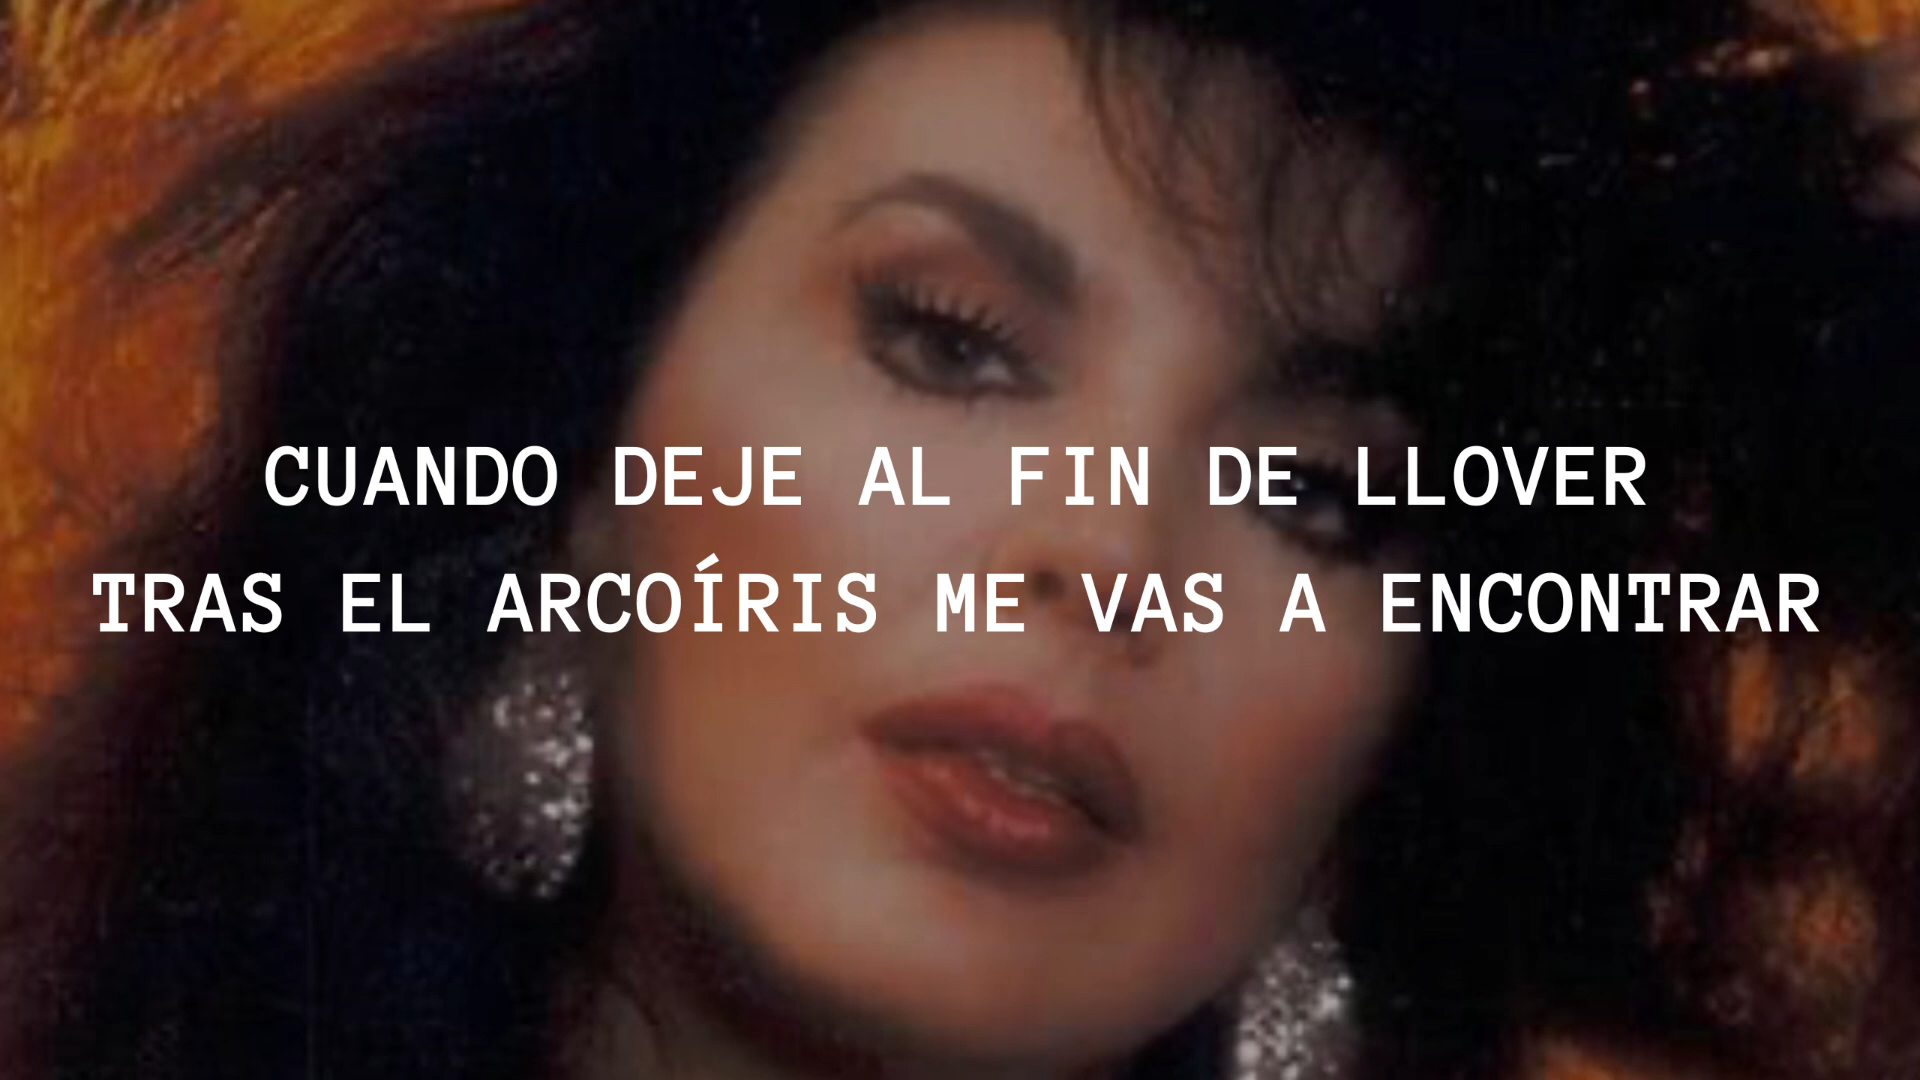 CUANDO DEJE AL FIN DE LLOVER
TRAS EL ARCOÍRIS ME VAS A ENCONTRAR